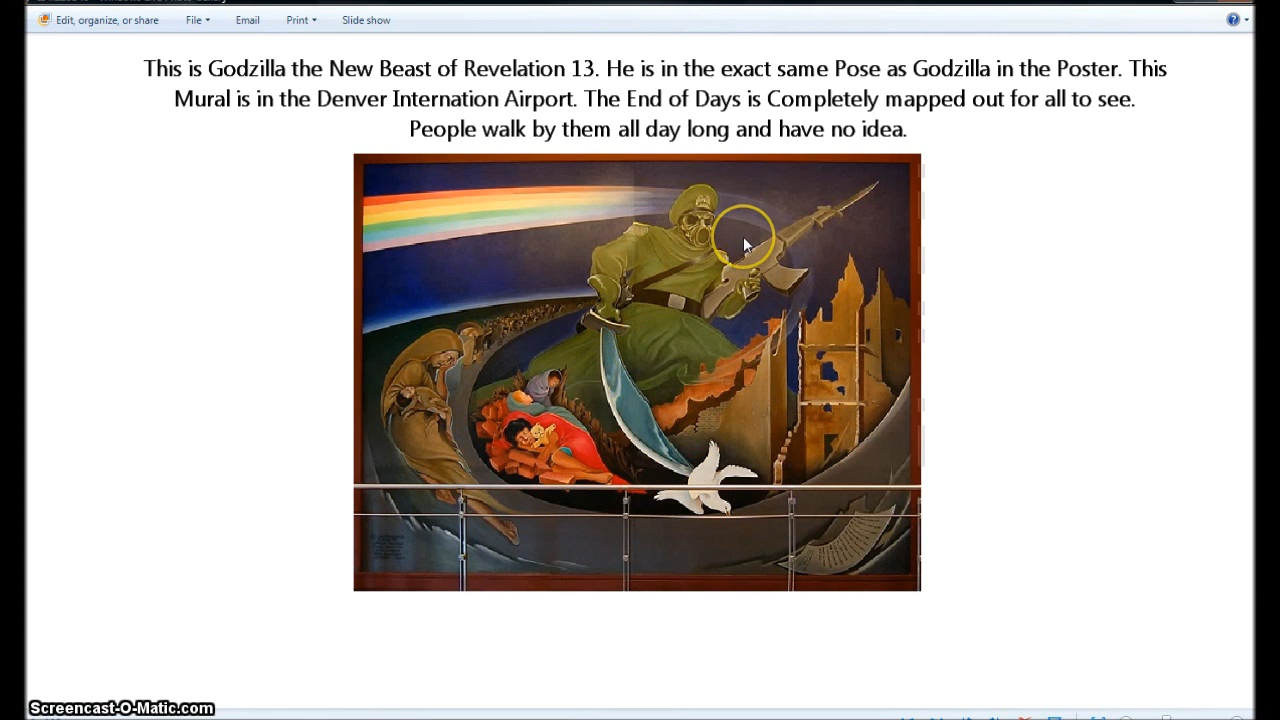 Edit, organize, or share File Email Print Slide show
This is Godzilla the New Beast of Revelation 13. He is in the exact same Pose as Godzilla in the Poster. This
Mural is in the Denver Internation Airport. The End of Days is Completely mapped out for all to see.
People walk by them all day long and have no idea.
Screencast-O-Matic.com